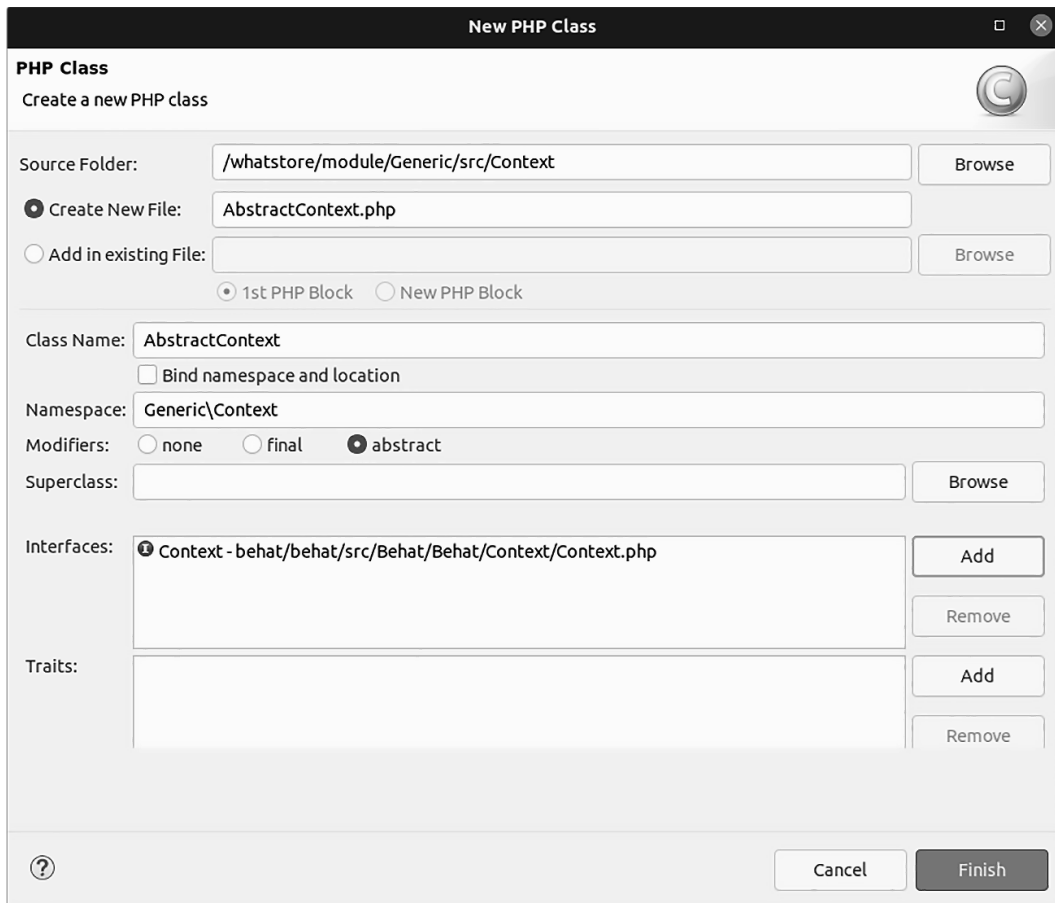 New PHP Class
PHP Class
Create a new PHP class
Source Folder: /whatstore/module/Generic/src/Context Browse
Create New File: AbstractContext.php
Add in existing File: Browse
1st PHP Block New PHP Block
Class Name: AbstractContext
Bind namespace and location
Namespace: Generic\Context
Modifiers: none final abstract
Superclass: Browse
Interfaces: Context - behat/behat/src/Behat/Behat/Context/Context.php Add
Remove
Traits: Add
Remove
Cancel Finish